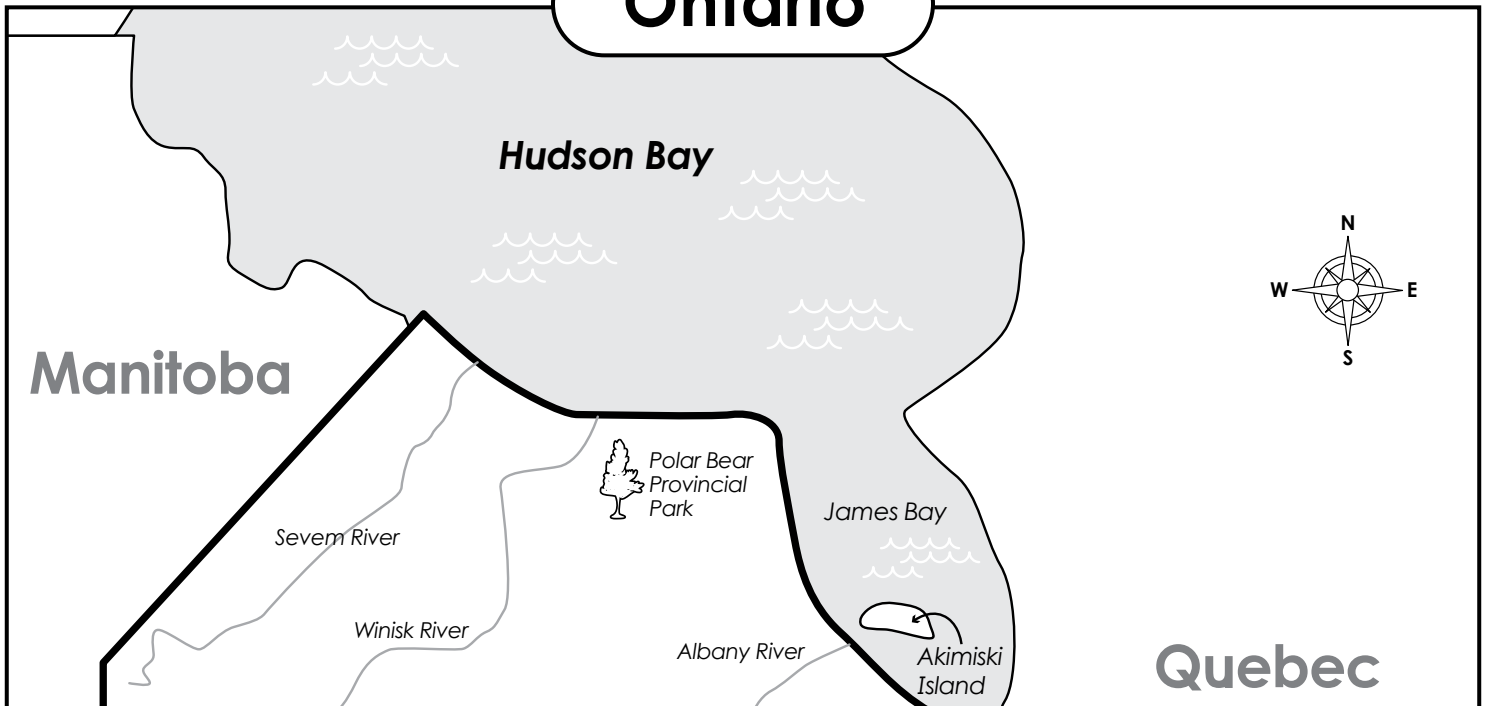 Ontario
Hudson Bay
N
W E
S
Manitoba
Polar Bear
Provincial
Park
James Bay
Sevem River
Winisk River
Albany River
Akimiski
Island
Quebec